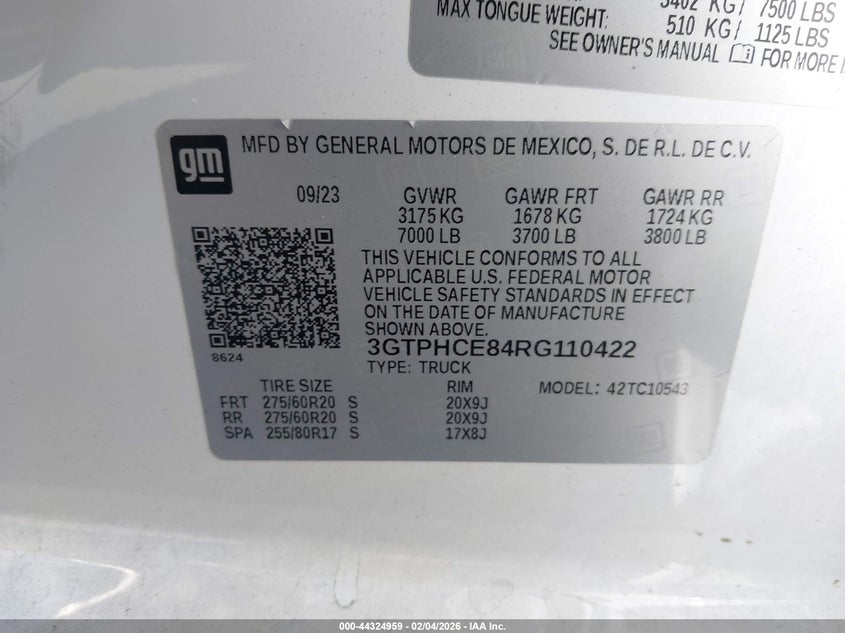 3402 KG/ 7500 LBS
MAX TONGUE WEIGHT: 510 KG/ 1125 LBS
SEE OWNER'S MANUAL FOR MORE
gm MFD BY GENERAL MOTORS DE MEXICO, S. DE R.L. DE C.V.
09/23 GVWR GAWR FRT GAWR RR
3175 KG 1678 KG 1724 KG
7000 LB 3700 LB 3800 LB
THIS VEHICLE CONFORMS TO ALL
APPLICABLE U.S. FEDERAL MOTOR
VEHICLE SAFETY STANDARDS IN EFFECT
ON THE DATE OF MANUFACTURE
SHOWN ABOVE.
8624
3GTPHCE84RG110422
TYPE: TRUCK
TIRE SIZE RIM MODEL: 42TC10543
FRT 275/60R20 S 20X9J
RR 275/60R20 S 20X9J
SPA 255/80R17 S 17X8J
000-44324959 - 02/04/2026 - IAA Inc.